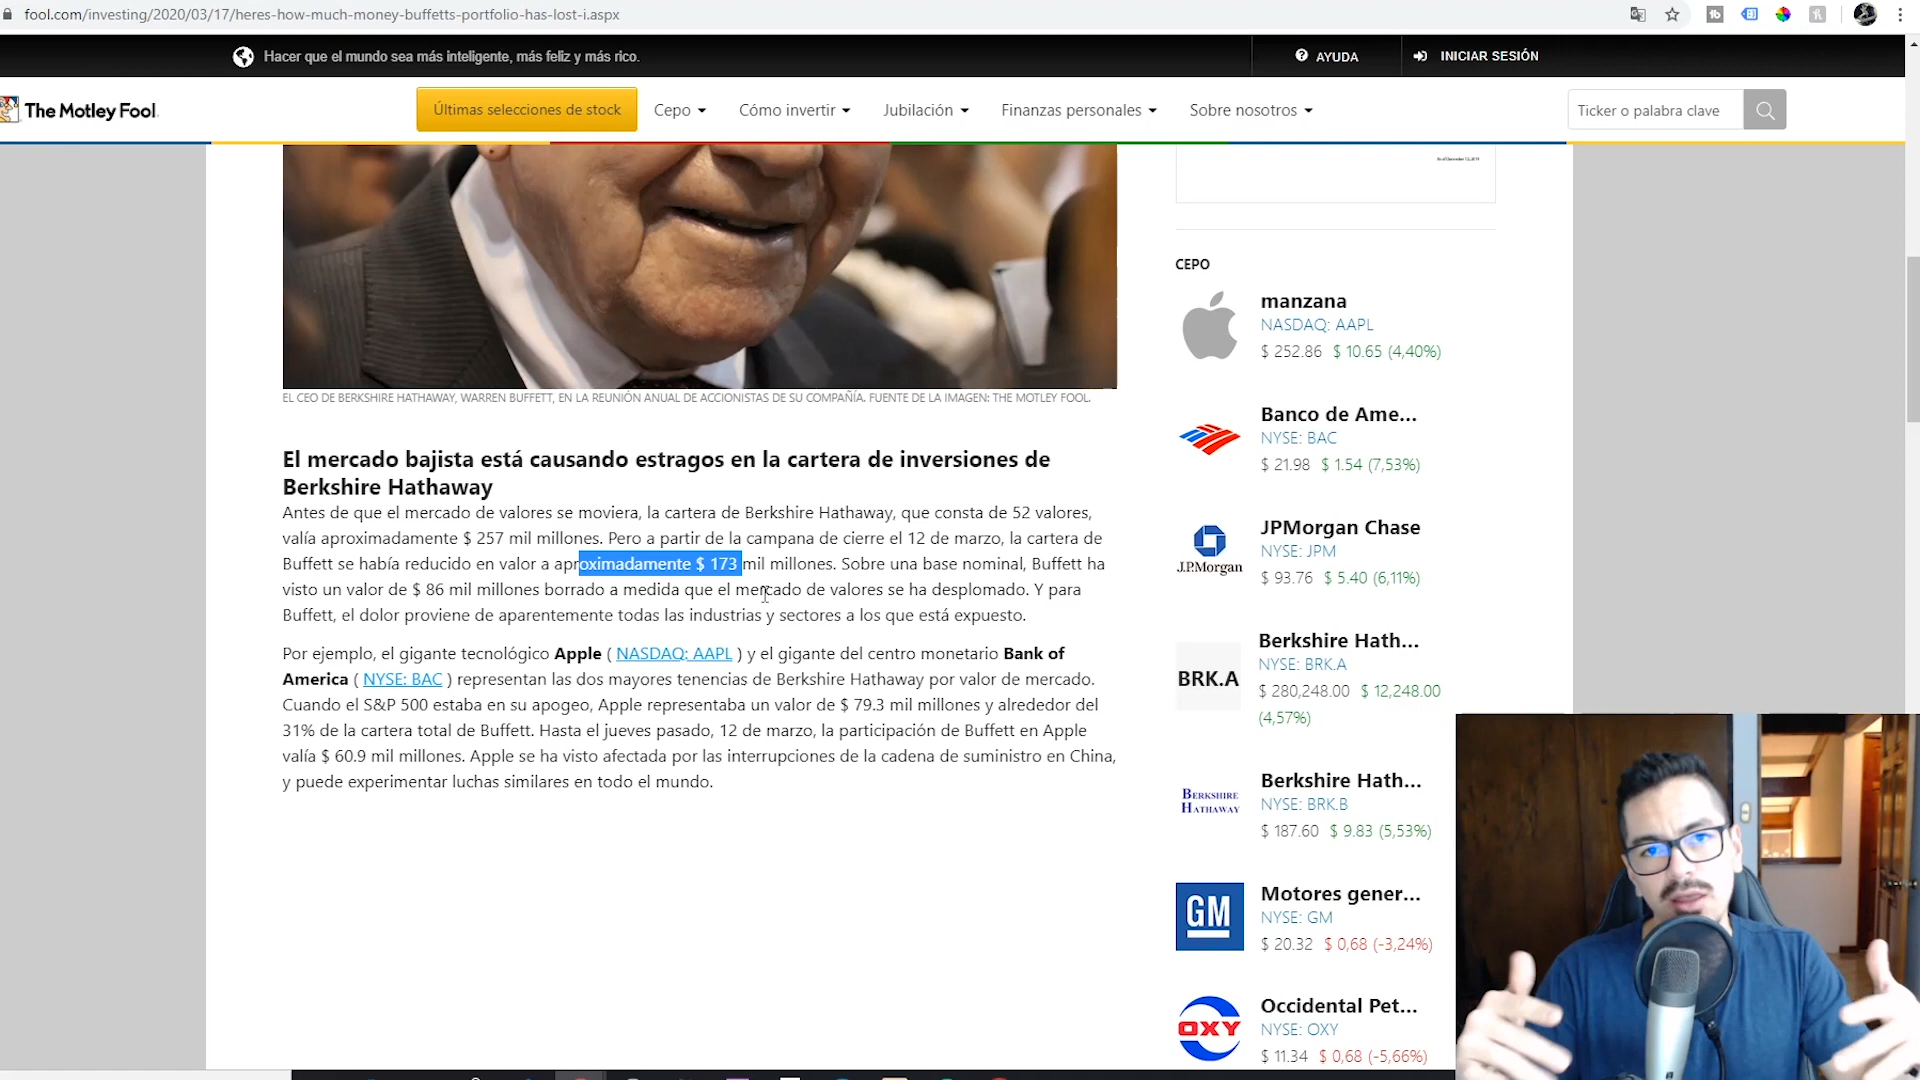 fool.com/investing/2020/03/17/heres-how-much-money-buffetts-portfolio-has-lost-i.aspx
Hacer que el mundo sea más inteligente, más feliz y más rico.
AYUDA
INICIAR SESIÓN
The Motley Fool
Últimas selecciones de stock
Cepo
Cómo invertir
Jubilación
Finanzas personales
Sobre nosotros
Ticker o palabra clave
EL CEO DE BERKSHIRE HATHAWAY, WARREN BUFFETT, EN LA REUNIÓN ANUAL DE ACCIONISTAS DE SU COMPAÑÍA. FUENTE DE LA IMAGEN: THE MOTLEY FOOL.
El mercado bajista está causando estragos en la cartera de inversiones de
Berkshire Hathaway
Antes de que el mercado de valores se moviera, la cartera de Berkshire Hathaway, que consta de 52 valores,
valía aproximadamente $ 257 mil millones. Pero a partir de la campana de cierre el 12 de marzo, la cartera de
Buffett se había reducido en valor a aproximadamente $ 173 mil millones. Sobre una base nominal, Buffett ha
visto un valor de $ 86 mil millones borrado a medida que el mercado de valores se ha desplomado. Y para
Buffett, el dolor proviene de aparentemente todas las industrias y sectores a los que está expuesto.
Por ejemplo, el gigante tecnológico Apple ( NASDAQ: AAPL ) y el gigante del centro monetario Bank of
America ( NYSE: BAC ) representan las dos mayores tenencias de Berkshire Hathaway por valor de mercado.
Cuando el S&P 500 estaba en su apogeo, Apple representaba un valor de $ 79.3 mil millones y alrededor del
31% de la cartera total de Buffett. Hasta el jueves pasado, 12 de marzo, la participación de Buffett en Apple
valía $ 60.9 mil millones. Apple se ha visto afectada por las interrupciones de la cadena de suministro en China,
y puede experimentar luchas similares en todo el mundo.
CEPO
manzana
NASDAQ: AAPL
$ 252.86 $ 10.65 (4,40%)
Banco de Ame...
NYSE: BAC
$ 21.98 $ 1.54 (7,53%)
J.P.Morgan
JPMorgan Chase
NYSE: JPM
$ 93.76 $ 5.40 (6,11%)
BRK.A
Berkshire Hath...
NYSE: BRK.A
$ 280,248.00 $ 12,248.00
(4,57%)
BERKSHIRE
HATHAWAY
Berkshire Hath...
NYSE: BRK.B
$ 187.60 $ 9.83 (5,53%)
GM
Motores gener...
NYSE: GM
$ 20.32 $ 0,68 (-3,24%)
OXY
Occidental Pet...
NYSE: OXY
$ 11.34 $ 0,68 (-5,66%)